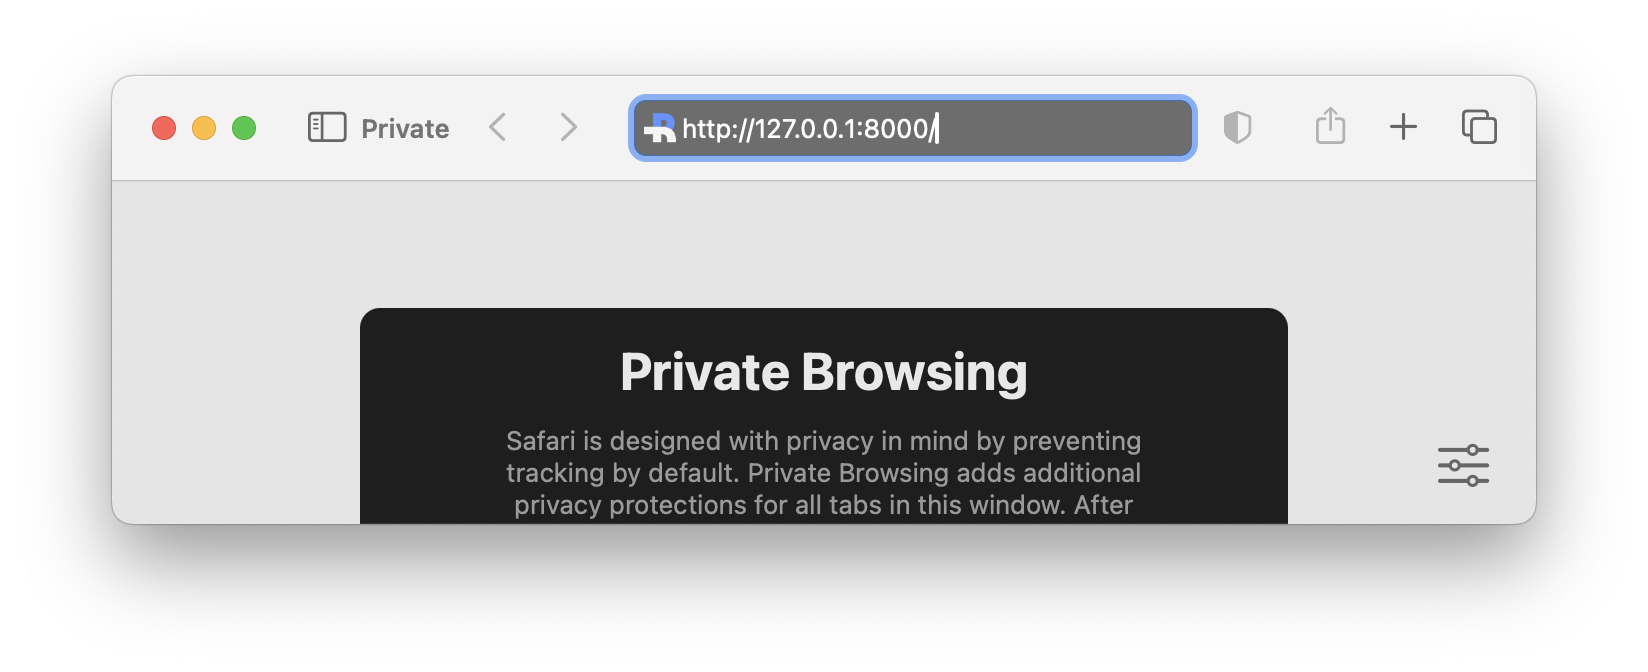 Private
http://127.0.0.1:8000/
Private Browsing
Safari is designed with privacy in mind by preventing
tracking by default. Private Browsing adds additional
privacy protections for all tabs in this window. After